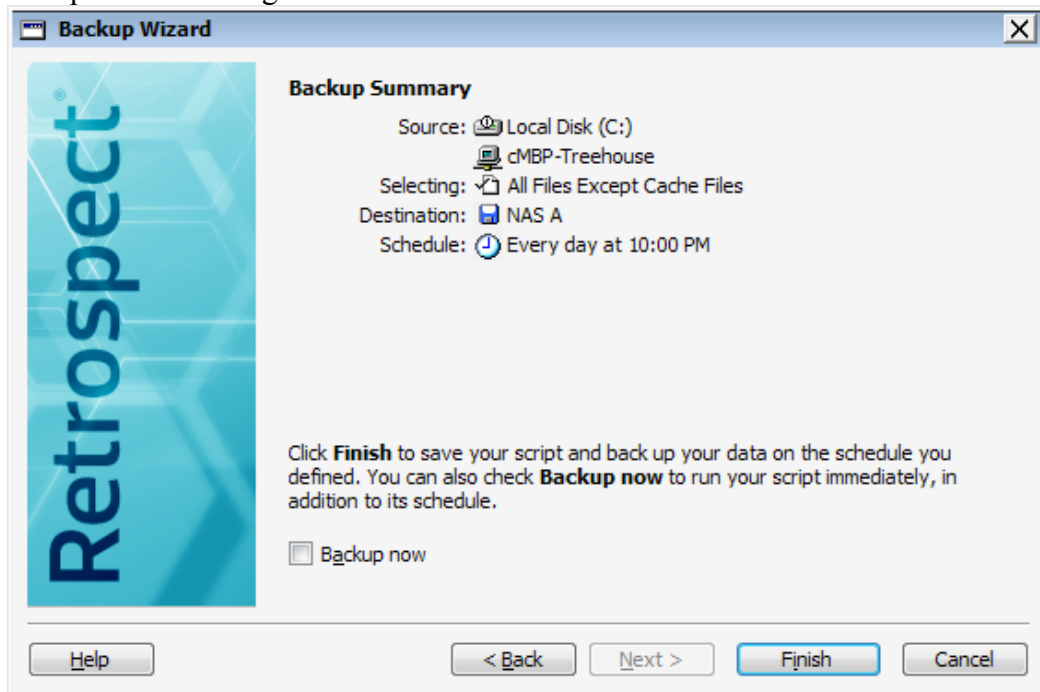 Backup Wizard
Retrospect®
Backup Summary
Source: Local Disk (C:)
cMBP-Treehouse
Selecting: All Files Except Cache Files
Destination: NAS A
Schedule: Every day at 10:00 PM
Click Finish to save your script and back up your data on the schedule you
defined. You can also check Backup now to run your script immediately, in
addition to its schedule.
Backup now
Help
< Back
Next >
Finish
Cancel